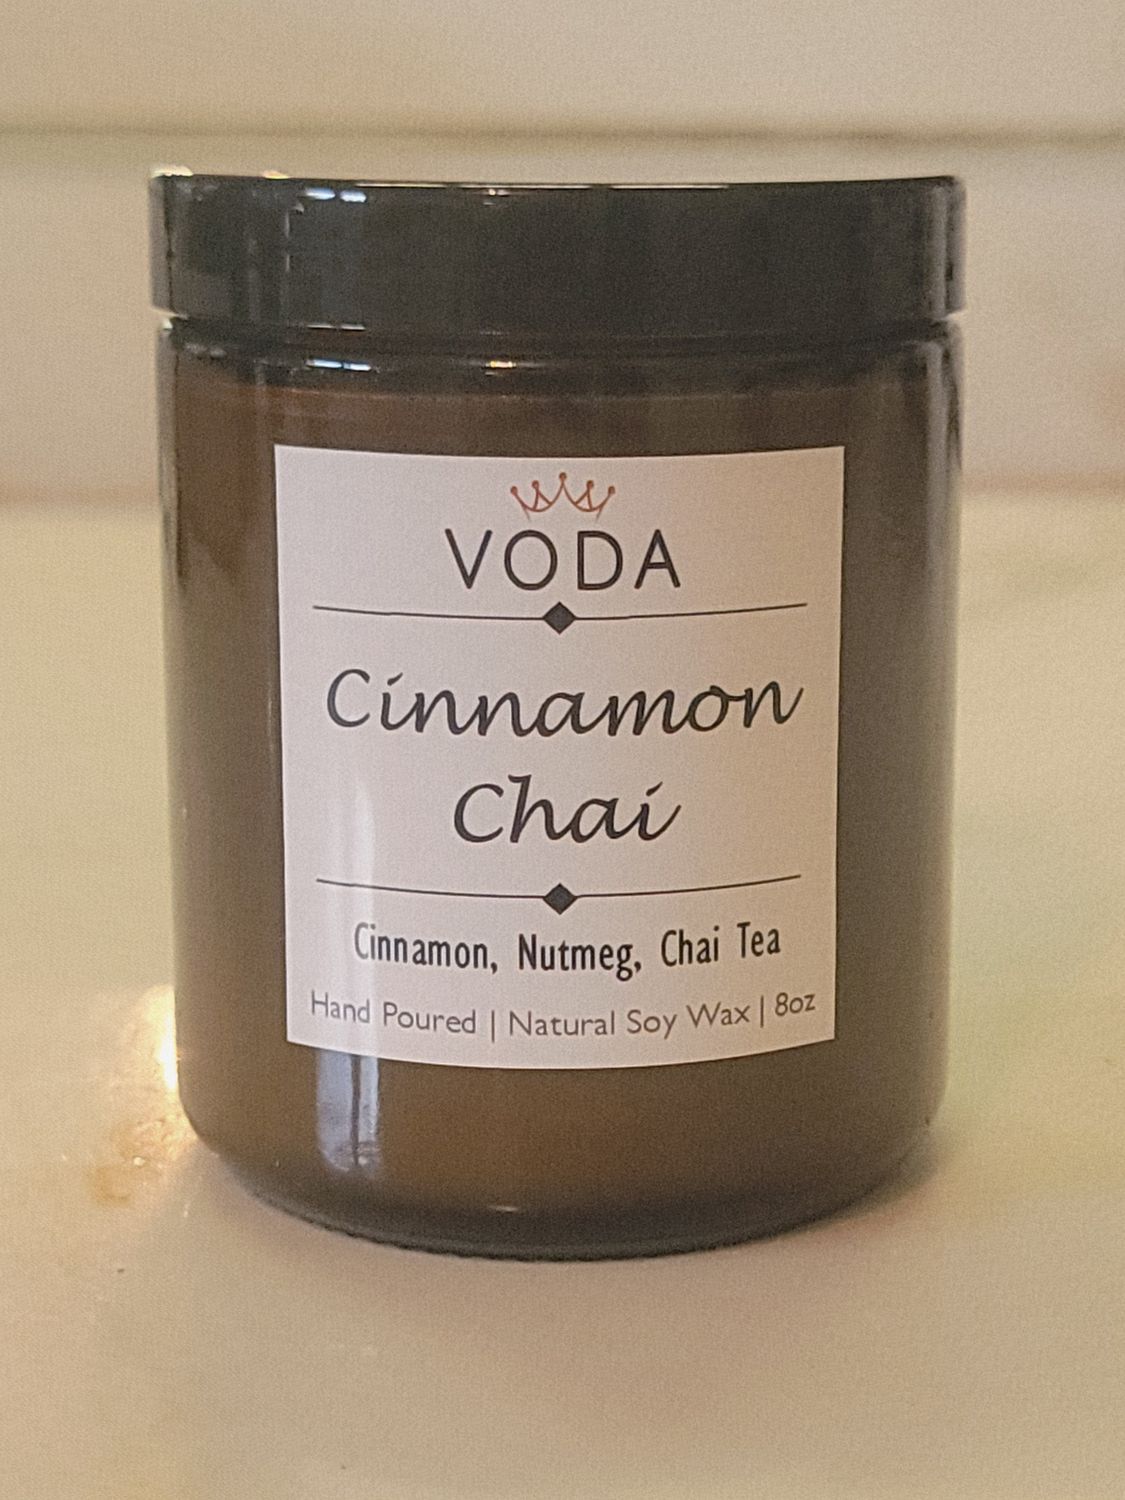 VODA
Cinnamon
Chai
Cinnamon, Nutmeg, Chai Tea
Hand Poured | Natural Soy Wax | 8oz